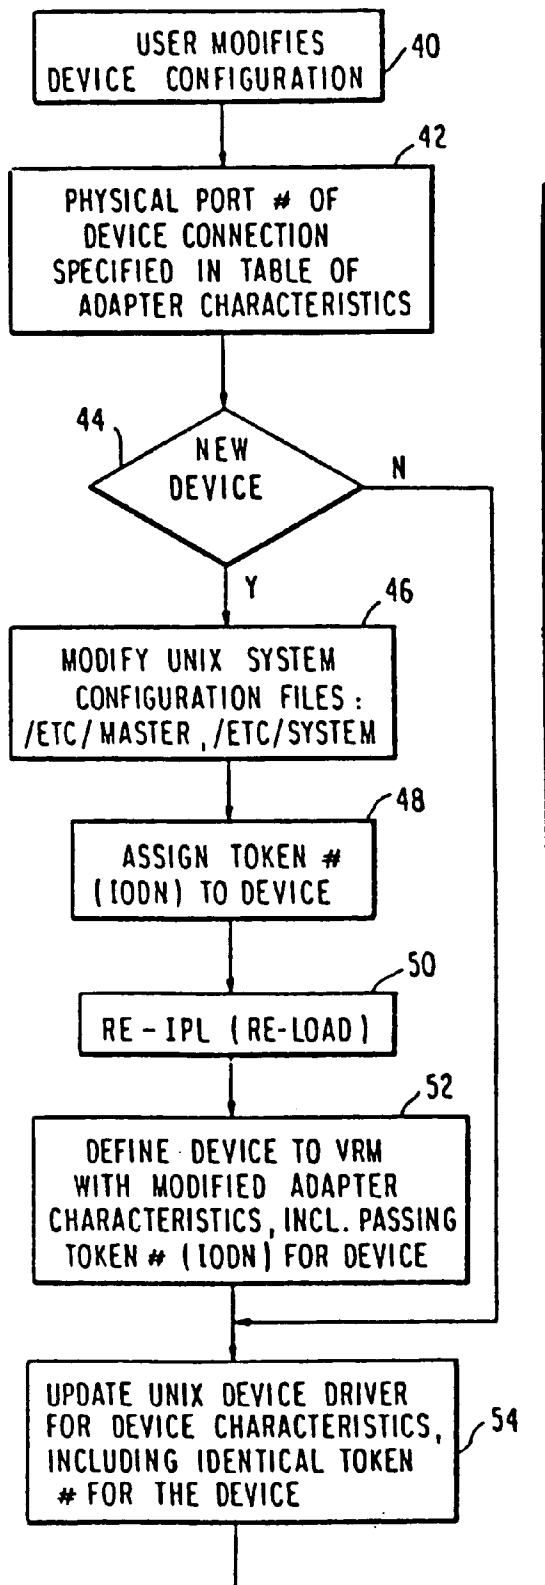 USER MODIFIES
DEVICE CONFIGURATION
40
42
PHYSICAL PORT # OF
DEVICE CONNECTION
SPECIFIED IN TABLE OF
ADAPTER CHARACTERISTICS
44
NEW
DEVICE
N
Y
46
MODIFY UNIX SYSTEM
CONFIGURATION FILES :
/ETC/MASTER, /ETC/SYSTEM
48
ASSIGN TOKEN #
(IODN) TO DEVICE
50
RE-IPL (RE-LOAD)
52
DEFINE DEVICE TO VRM
WITH MODIFIED ADAPTER
CHARACTERISTICS, INCL. PASSING
TOKEN # (IODN) FOR DEVICE
UPDATE UNIX DEVICE DRIVER
FOR DEVICE CHARACTERISTICS,
INCLUDING IDENTICAL TOKEN
# FOR THE DEVICE
54